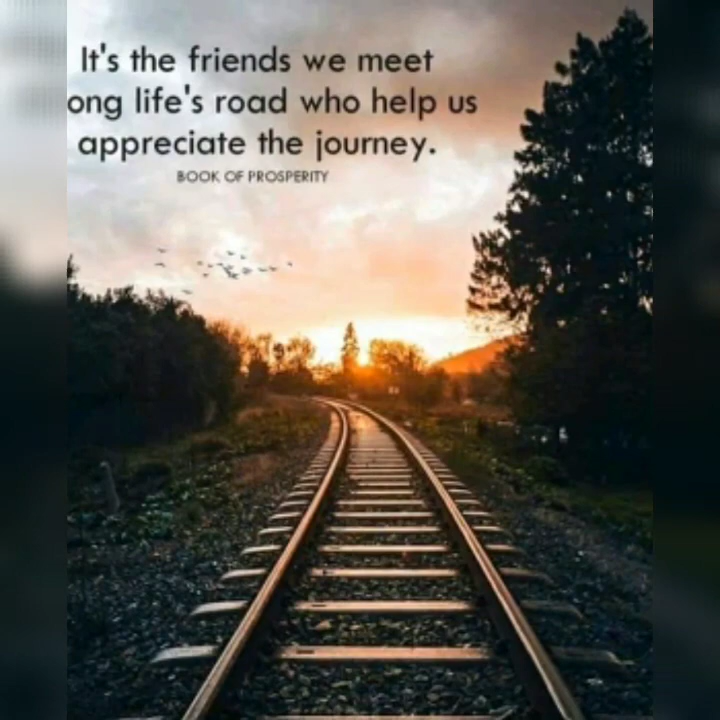 It's the friends we meet
ong life's road who help us
appreciate the journey.
BOOK OF PROSPERITY